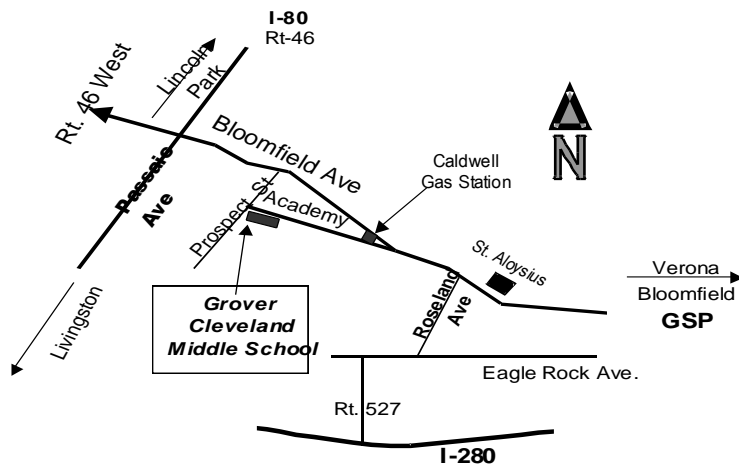 I-80
Rt-46
Lincoln
Park
Rt. 46 West
Bloomfield Ave
Passaic
Ave
Prospect St
Academy
Caldwell
Gas Station
N
St. Aloysius
Verona
Bloomfield
GSP
Roseland
Ave
Grover
Cleveland
Middle School
Livingston
Eagle Rock Ave.
Rt. 527
I-280